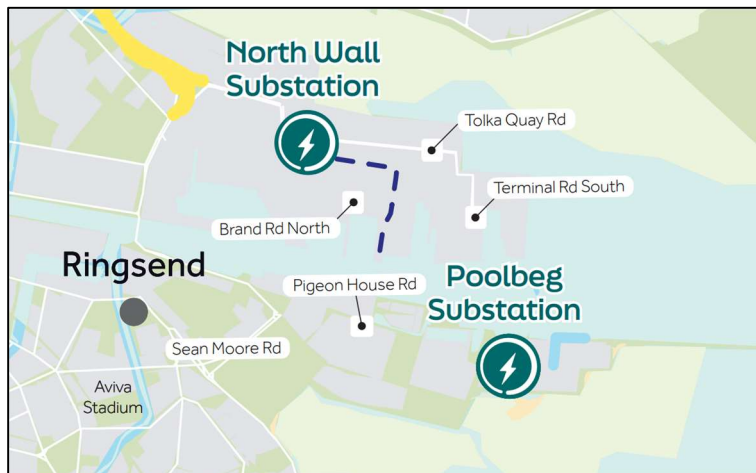 North Wall
Substation
Tolka Quay Rd
Terminal Rd South
Brand Rd North
Ringsend
Pigeon House Rd
Poolbeg
Substation
Sean Moore Rd
Aviva
Stadium